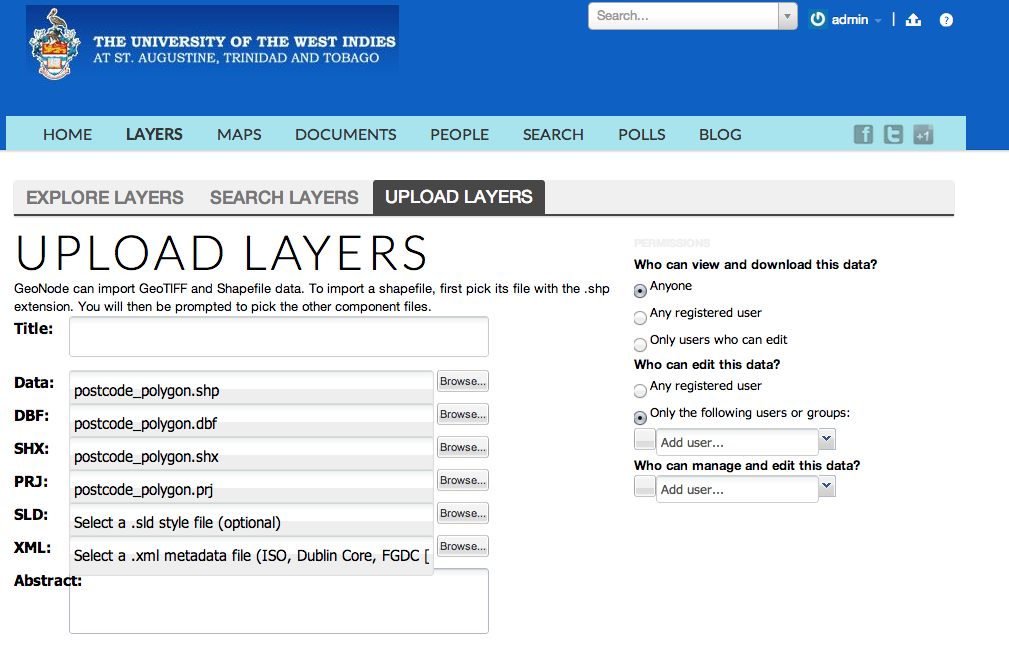 THE UNIVERSITY OF THE WEST INDIES
AT ST. AUGUSTINE, TRINIDAD AND TOBAGO
Search...
admin
|
?
HOME LAYERS MAPS DOCUMENTS PEOPLE SEARCH POLLS BLOG
f t +1
EXPLORE LAYERS SEARCH LAYERS UPLOAD LAYERS
UPLOAD LAYERS
GeoNode can import GeoTIFF and Shapefile data. To import a shapefile, first pick its file with the .shp
extension. You will then be prompted to pick the other component files.
Title:
Data: postcode_polygon.shp Browse...
DBF: postcode_polygon.dbf Browse...
SHX: postcode_polygon.shx Browse...
PRJ: postcode_polygon.prj Browse...
SLD: Select a .sld style file (optional) Browse...
XML: Select a .xml metadata file (ISO, Dublin Core, FGDC [ Browse...
Abstract:
PERMISSIONS
Who can view and download this data?
Anyone
Any registered user
Only users who can edit
Who can edit this data?
Any registered user
Only the following users or groups:
Add user...
Who can manage and edit this data?
Add user...